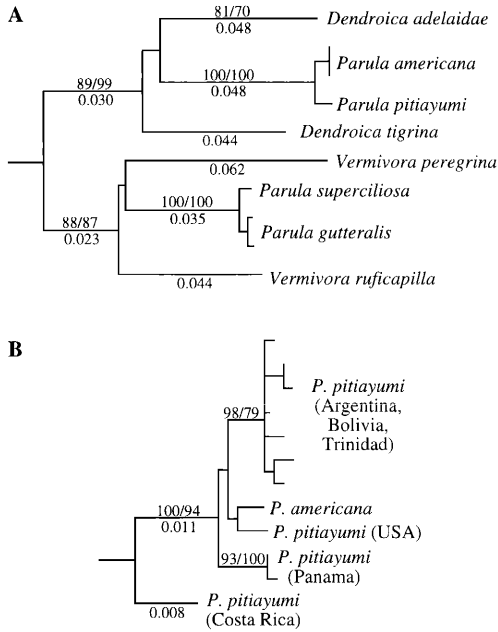 A
81/70
Dendroica adelaidae
0.048
Parula americana
100/100
0.048
89/99
0.030
Parula pitiayumi
Dendroica tigrina
0.044
Vermivora peregrina
0.062
Parula superciliosa
100/100
0.035
88/87
0.023
Parula gutteralis
Vermivora ruficapilla
0.044
B
P. pitiayumi
(Argentina,
Bolivia,
Trinidad)
98/79
P. americana
100/94
0.011
P. pitiayumi (USA)
93/100
P. pitiayumi
(Panama)
P. pitiayumi
(Costa Rica)
0.008